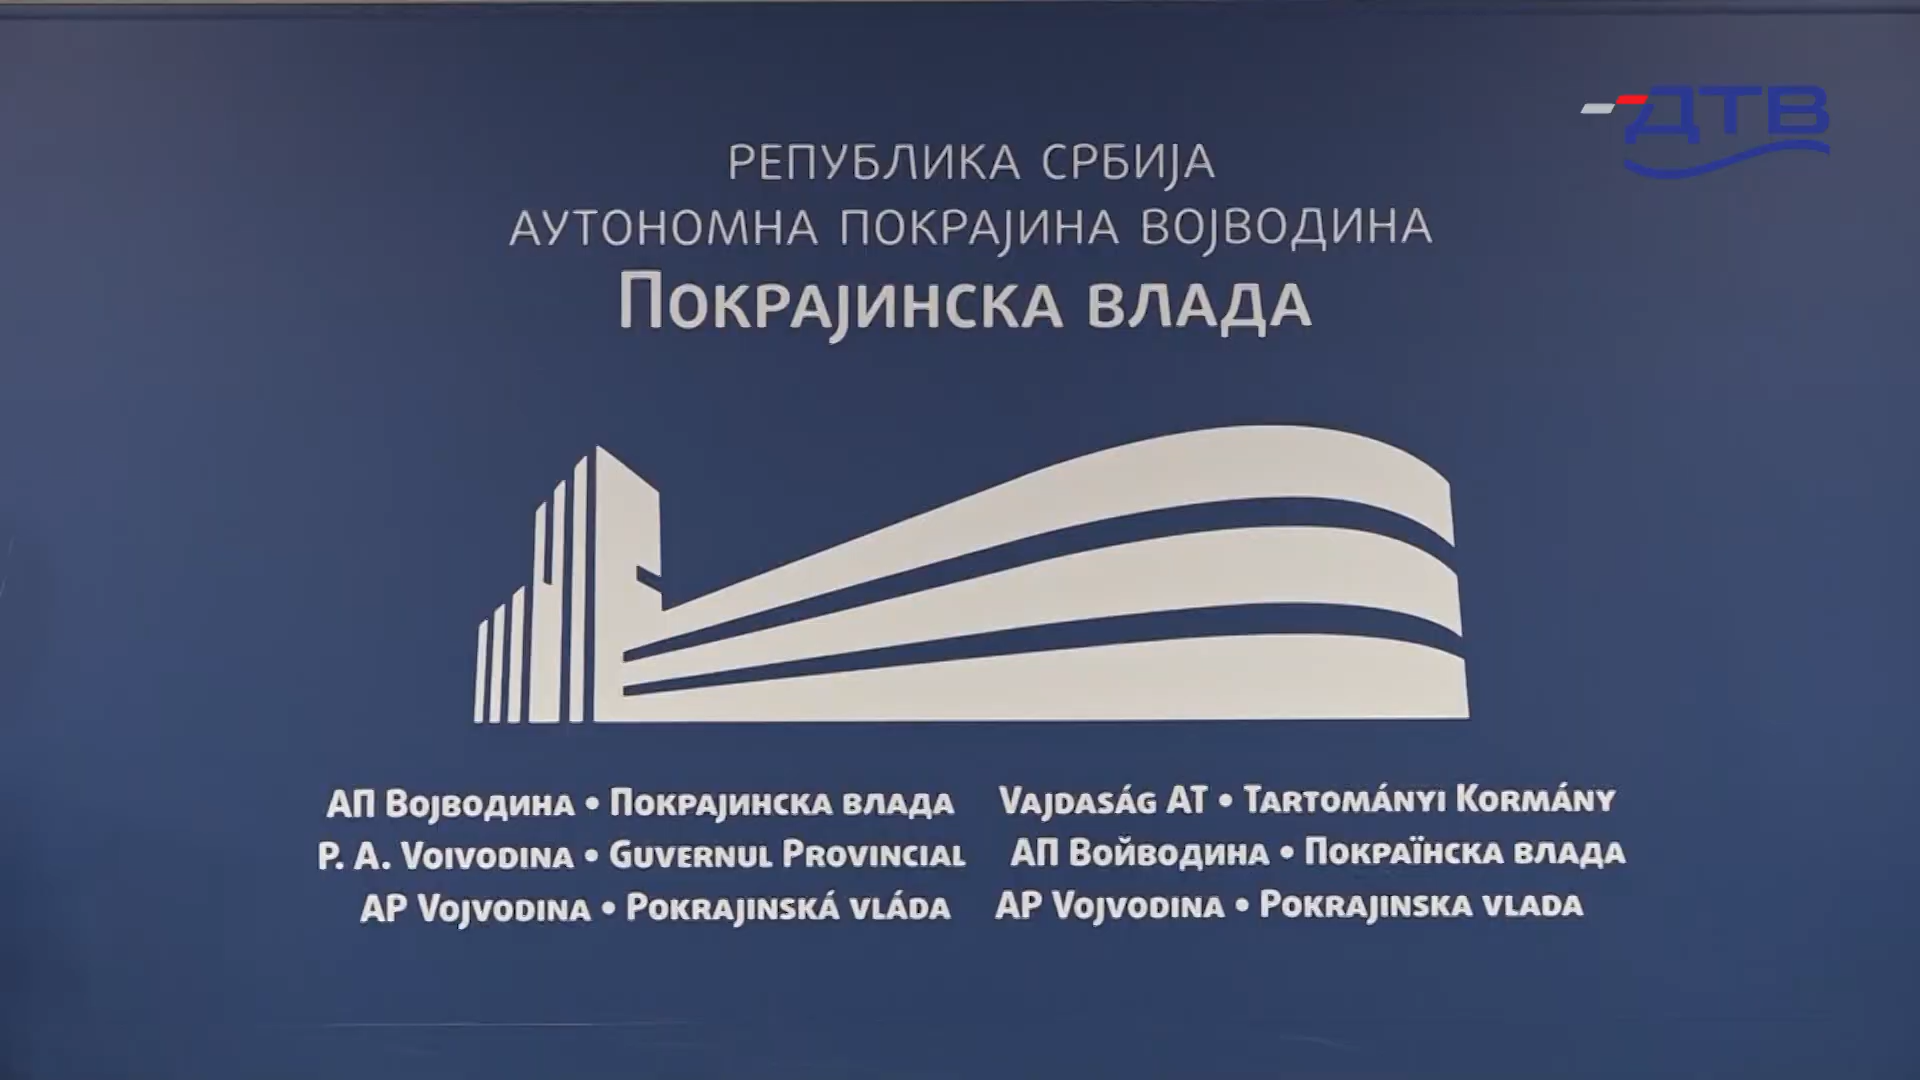 ДТВ
РЕПУБЛИКА СРБИЈА
АУТОНОМНА ПОКРАЈИНА ВОЈВОДИНА
ПОКРАЈИНСКА ВЛАДА
АП ВОЈВОДИНА • ПОКРАЈИНСКА ВЛАДА
VAJDASÁG AT • TARTOMÁNYI KORMÁNY
P. A. VOIVODINA • GUVERNUL PROVINCIAL
АП ВОЙВОДИНА • ПОКРАЇНСКА ВЛАДА
AP VOJVODINA • POKRAJINSKÁ VLÁDA
AP VOJVODINA • POKRAJINSKA VLADA